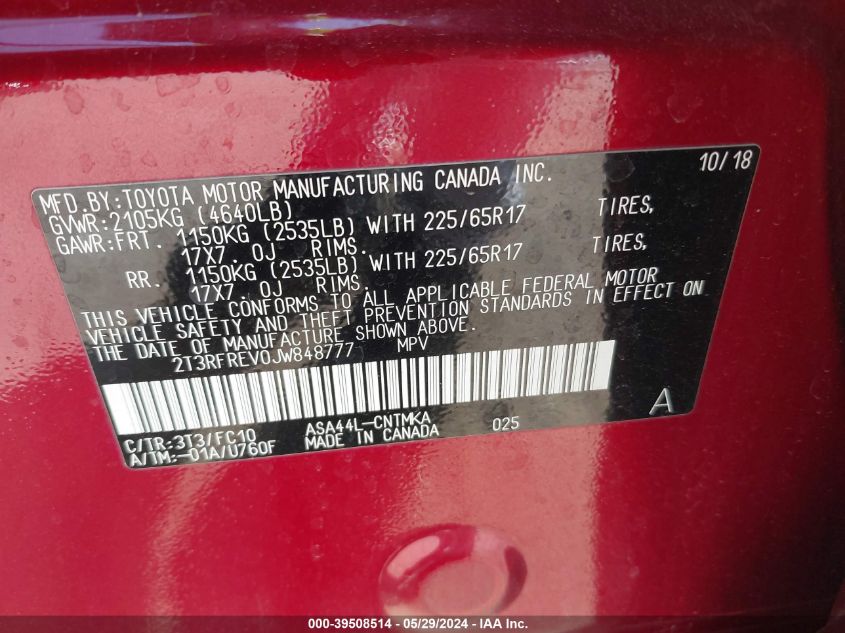 MFD.BY:TOYOTA MOTOR MANUFACTURING CANADA INC. 10/18
GVWR:2105KG (4640LB)
GAWR:FRT. 1150KG (2535LB) WITH 225/65R17 TIRES,
17X7.0J RIMS.
RR. 1150KG (2535LB) WITH 225/65R17 TIRES,
17X7.0J RIMS.
THIS VEHICLE CONFORMS TO ALL APPLICABLE FEDERAL MOTOR
VEHICLE SAFETY AND THEFT PREVENTION STANDARDS IN EFFECT ON
THE DATE OF MANUFACTURE SHOWN ABOVE.
2T3RFREV0JW848777 MPV
A
C/TR:3T3/FC10 ASA44L-CNTMKA 025
A/TM:-01A/U760F MADE IN CANADA
000-39508514 - 05/29/2024 - IAAI.com